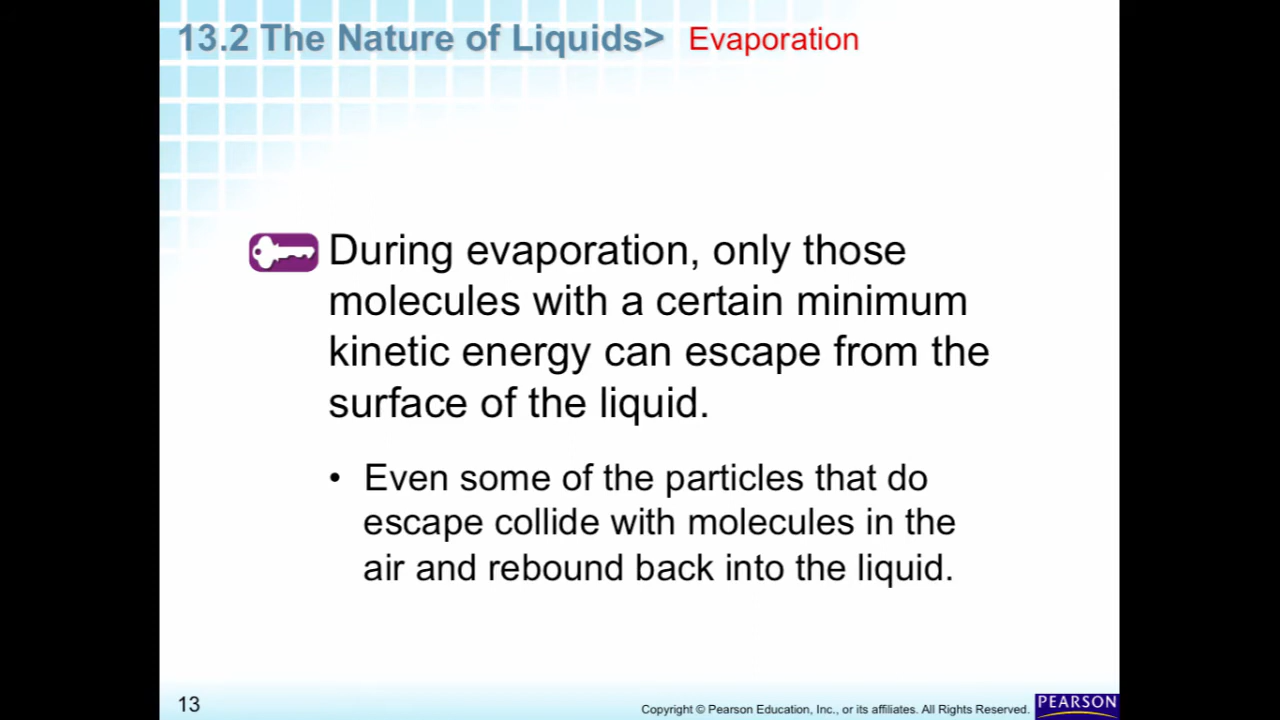 13.2 The Nature of Liquids> Evaporation
During evaporation, only those
molecules with a certain minimum
kinetic energy can escape from the
surface of the liquid.
• Even some of the particles that do
escape collide with molecules in the
air and rebound back into the liquid.
13
Copyright © Pearson Education, Inc., or its affiliates. All Rights Reserved.
PEARSON